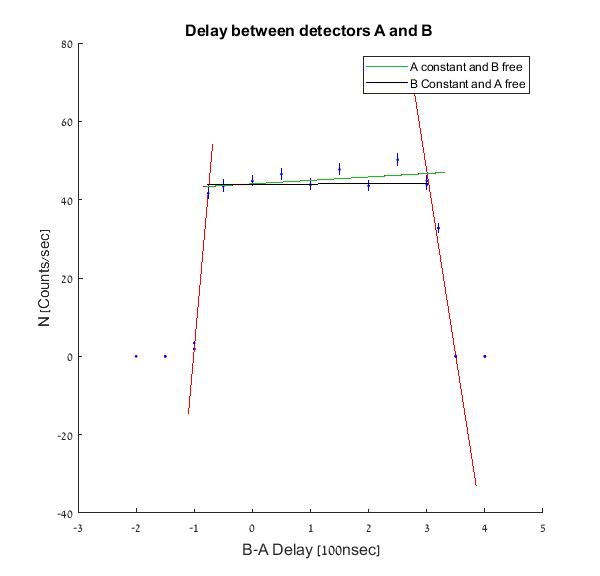 Delay between detectors A and B
A constant and B free
B Constant and A free
80
60
40
20
0
-20
-40
N [Counts/sec]
-3 -2 -1 0 1 2 3 4 5
B-A Delay [100nsec]